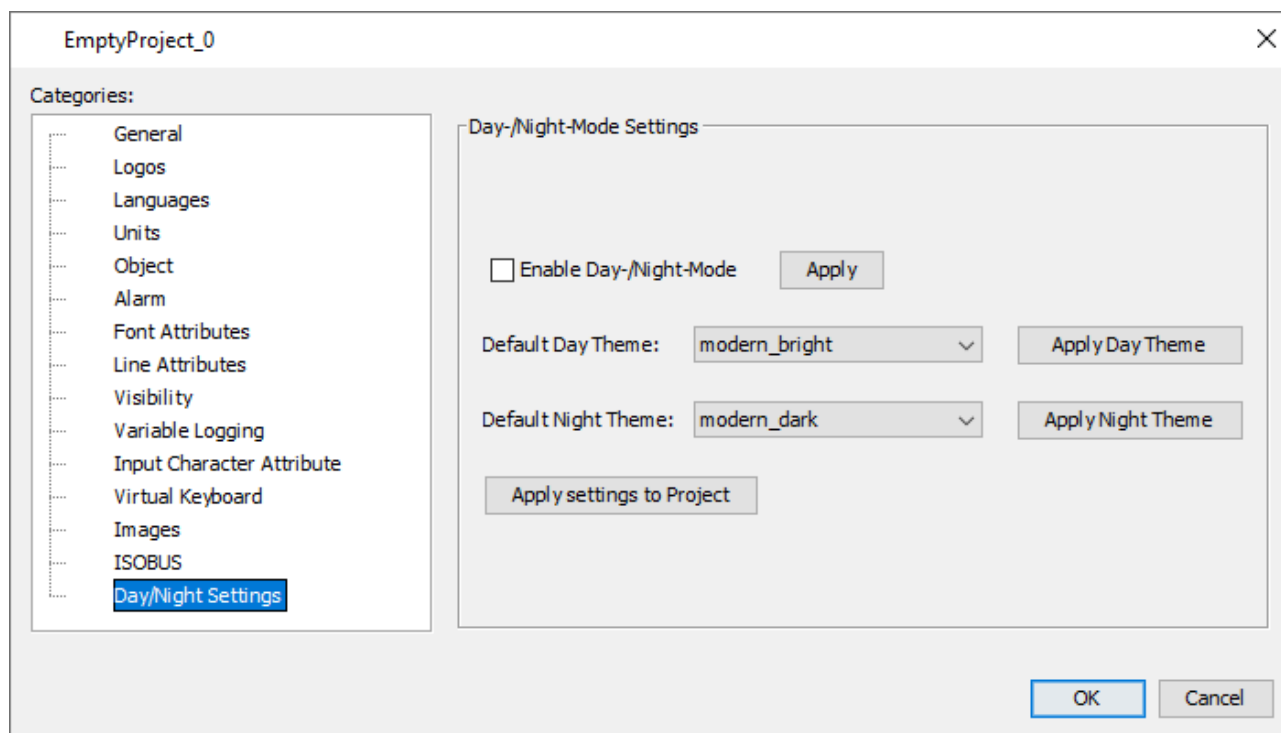 EmptyProject_0
Categories:
General
Logos
Languages
Units
Object
Alarm
Font Attributes
Line Attributes
Visibility
Variable Logging
Input Character Attribute
Virtual Keyboard
Images
ISOBUS
Day/Night Settings
Day-/Night-Mode Settings
Enable Day-/Night-Mode Apply
Default Day Theme: modern_bright Apply Day Theme
Default Night Theme: modern_dark Apply Night Theme
Apply settings to Project
OK Cancel